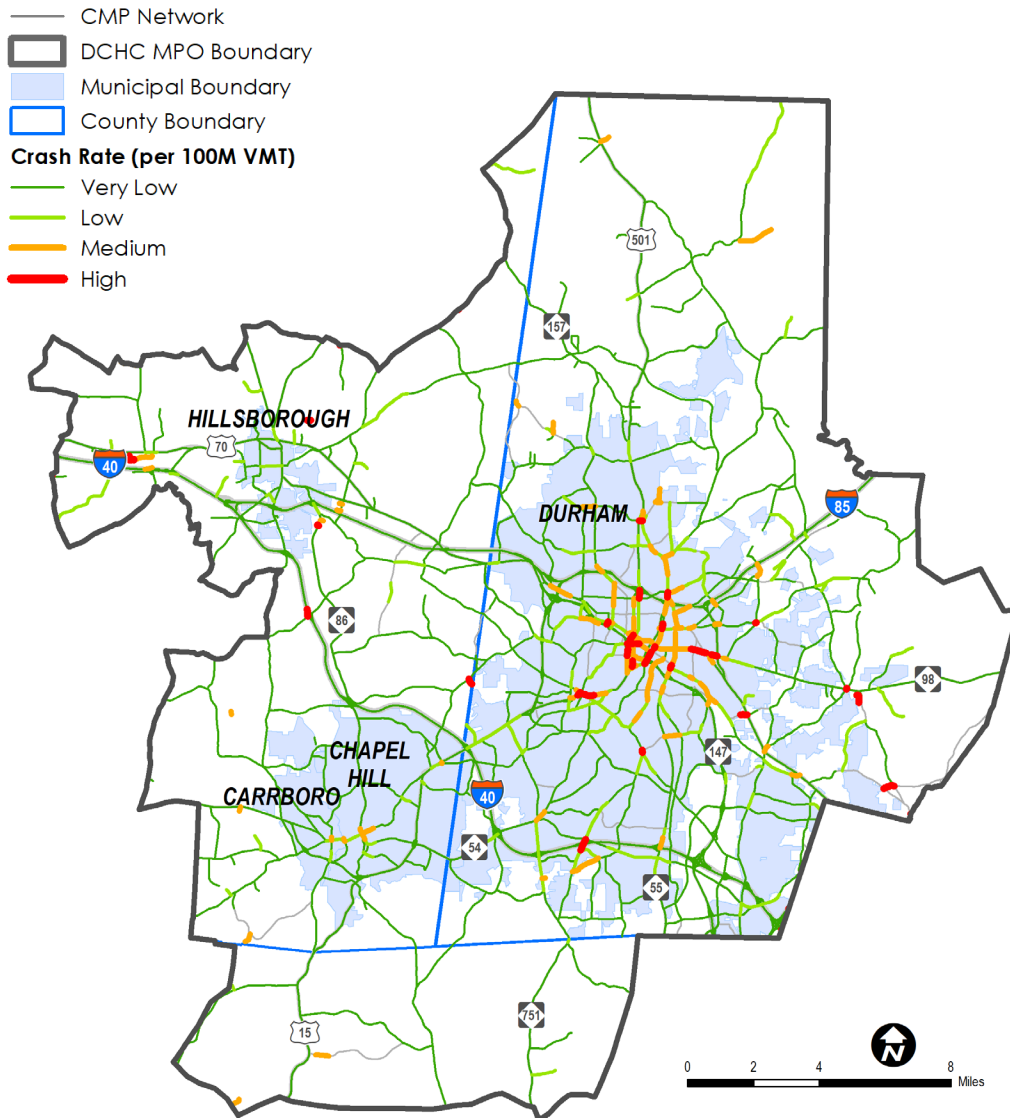 CMP Network
DCHC MPO Boundary
Municipal Boundary
County Boundary
Crash Rate (per 100M VMT)
Very Low
Low
Medium
High
501
157
HILLSBOROUGH
70
40
DURHAM
85
86
98
CHAPEL
HILL
147
CARRBORO
40
54
55
15
751
N
0 2 4 8
Miles